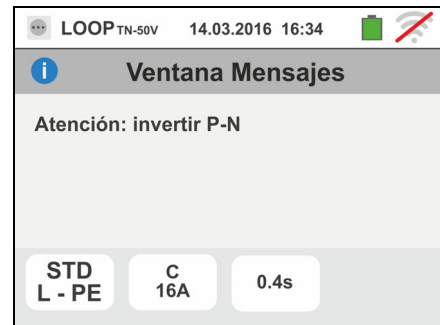 LOOP TN-50V 14.03.2016 16:34
Ventana Mensajes
Atención: invertir P-N
STD
L - PE
C
16A
0.4s